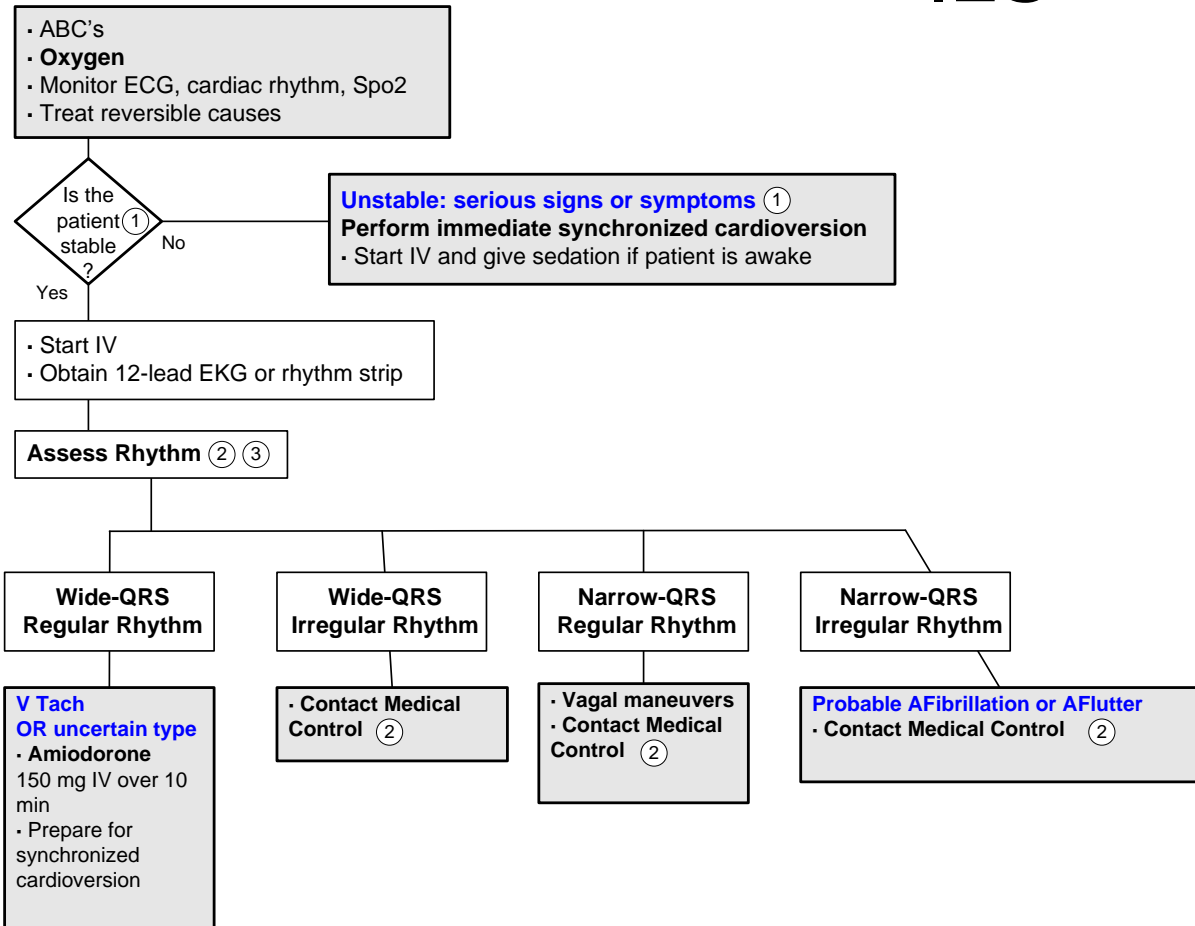 · ABC's
· Oxygen
· Monitor ECG, cardiac rhythm, Spo2
· Treat reversible causes
Is the
patient 1
stable
?
No
Yes
Unstable: serious signs or symptoms 1
Perform immediate synchronized cardioversion
· Start IV and give sedation if patient is awake
· Start IV
· Obtain 12-lead EKG or rhythm strip
Assess Rhythm 2 3
Wide-QRS
Regular Rhythm
Wide-QRS
Irregular Rhythm
Narrow-QRS
Regular Rhythm
Narrow-QRS
Irregular Rhythm
V Tach
OR uncertain type
· Amiodorone
150 mg IV over 10
min
· Prepare for
synchronized
cardioversion
· Contact Medical
Control 2
· Vagal maneuvers
· Contact Medical
Control 2
Probable AFibrillation or AFlutter
· Contact Medical Control 2